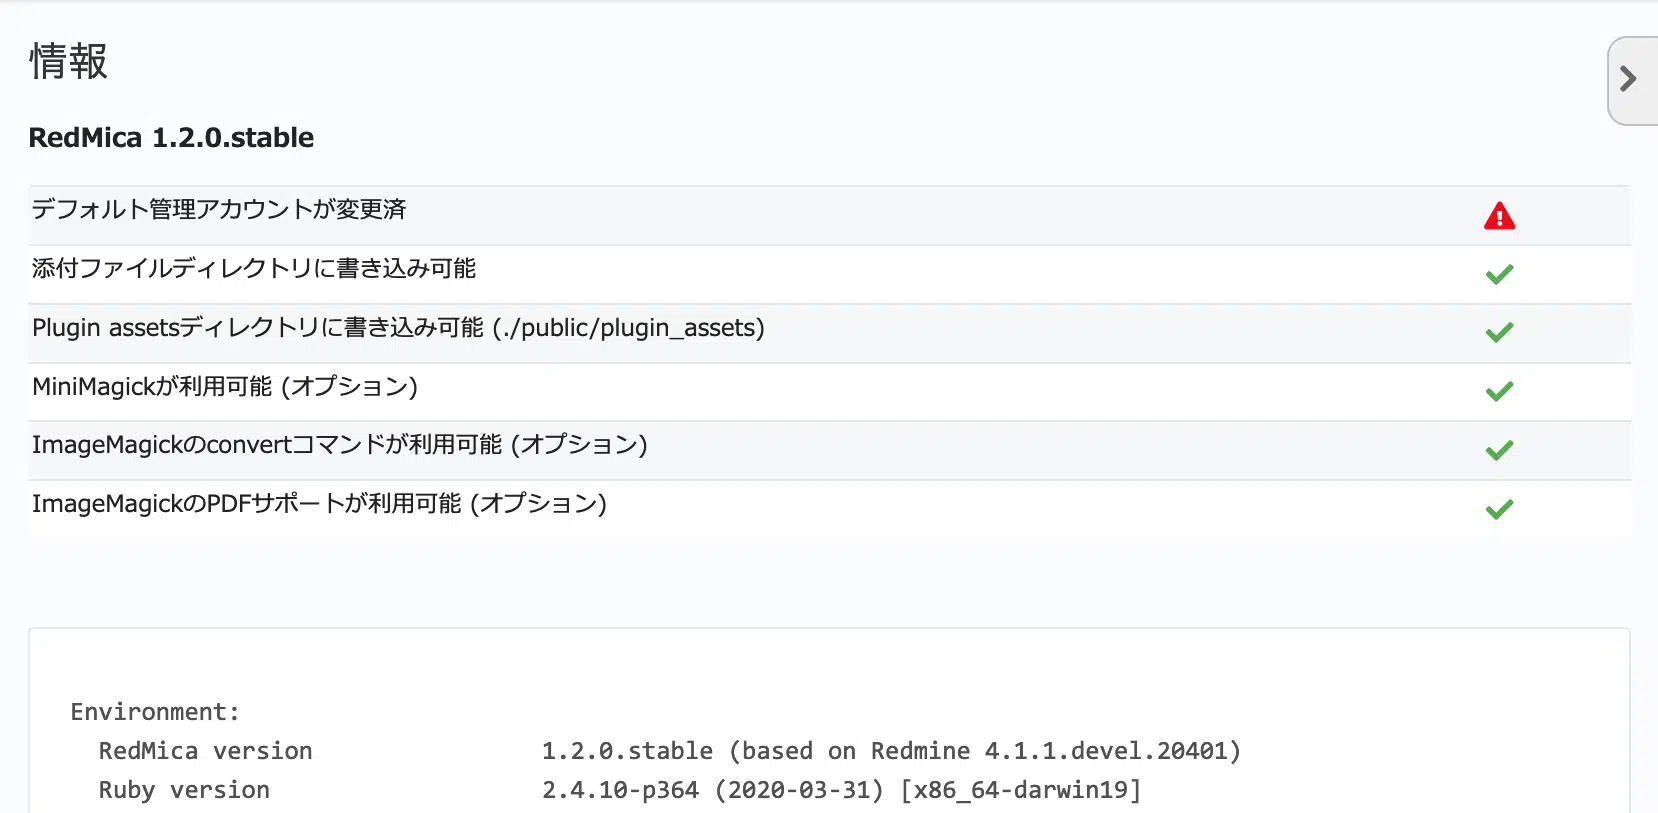 情報
RedMica 1.2.0.stable
デフォルト管理アカウントが変更済
添付ファイルディレクトリに書き込み可能
Plugin assetsディレクトリに書き込み可能 (./public/plugin_assets)
MiniMagickが利用可能 (オプション)
ImageMagickのconvertコマンドが利用可能 (オプション)
ImageMagickのPDFサポートが利用可能 (オプション)
Environment:
RedMica version 1.2.0.stable (based on Redmine 4.1.1.devel.20401)
Ruby version 2.4.10-p364 (2020-03-31) [x86_64-darwin19]